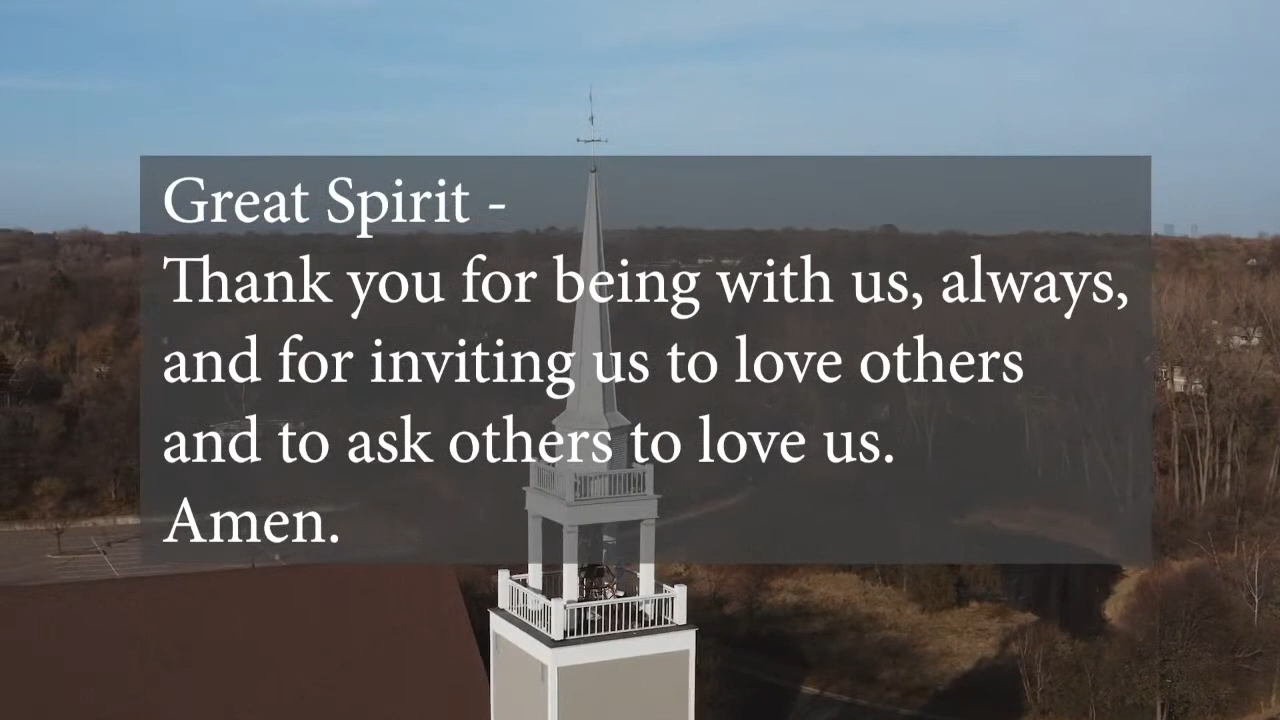 Great Spirit -
Thank you for being with us, always,
and for inviting us to love others
and to ask others to love us.
Amen.